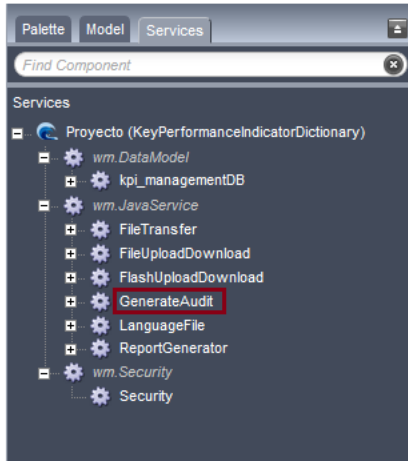 Palette Model Services
Find Component
Services
Proyecto (KeyPerformanceIndicatorDictionary)
wm.DataModel
kpi_managementDB
wm.JavaService
FileTransfer
FileUploadDownload
FlashUploadDownload
GenerateAudit
LanguageFile
ReportGenerator
wm.Security
Security